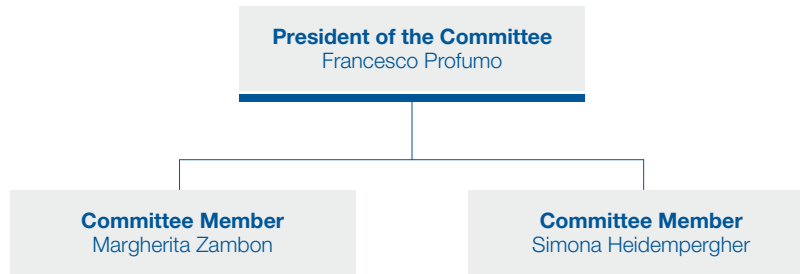 President of the Committee
Francesco Profumo
Committee Member
Margherita Zambon
Committee Member
Simona Heidempergher